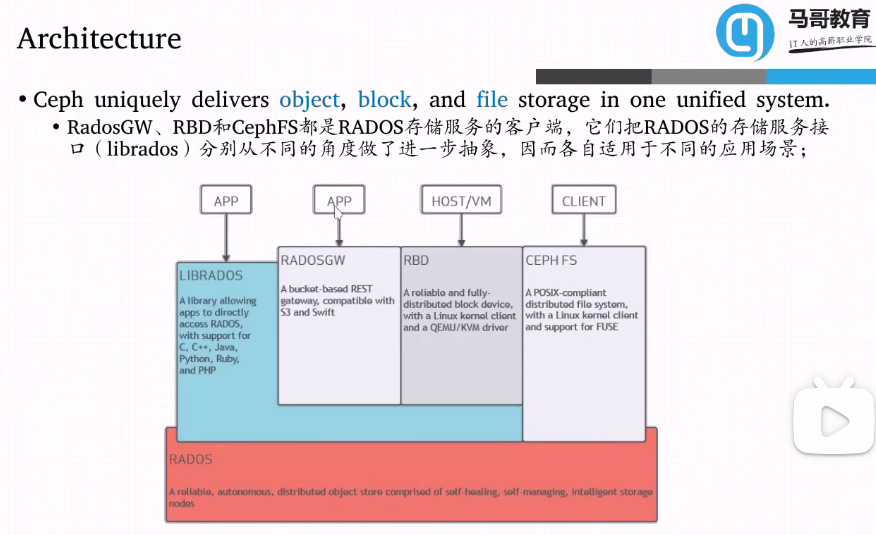 Architecture
马哥教育
IT人的高薪职业学院
• Ceph uniquely delivers object, block, and file storage in one unified system.
• RadosGW、RBD和CephFS都是RADOS存储服务的客户端，它们把RADOS的存储服务接
口（librados）分别从不同的角度做了进一步抽象，因而各自适用于不同的应用场景；
APP
APP
HOST/VM
CLIENT
LIBRADOS
A library allowing
apps to directly
access RADOS,
with support for
C, C++, Java,
Python, Ruby,
and PHP
RADOSGW
A bucket-based REST
gateway, compatible with
S3 and Swift
RBD
A reliable and fully-
distributed block device,
with a Linux kernel client
and a QEMU/KVM driver
CEPH FS
A POSIX-compliant
distributed file system,
with a Linux kernel client
and support for FUSE
RADOS
A reliable, autonomous, distributed object store comprised of self-healing, self-managing, intelligent storage
nodes